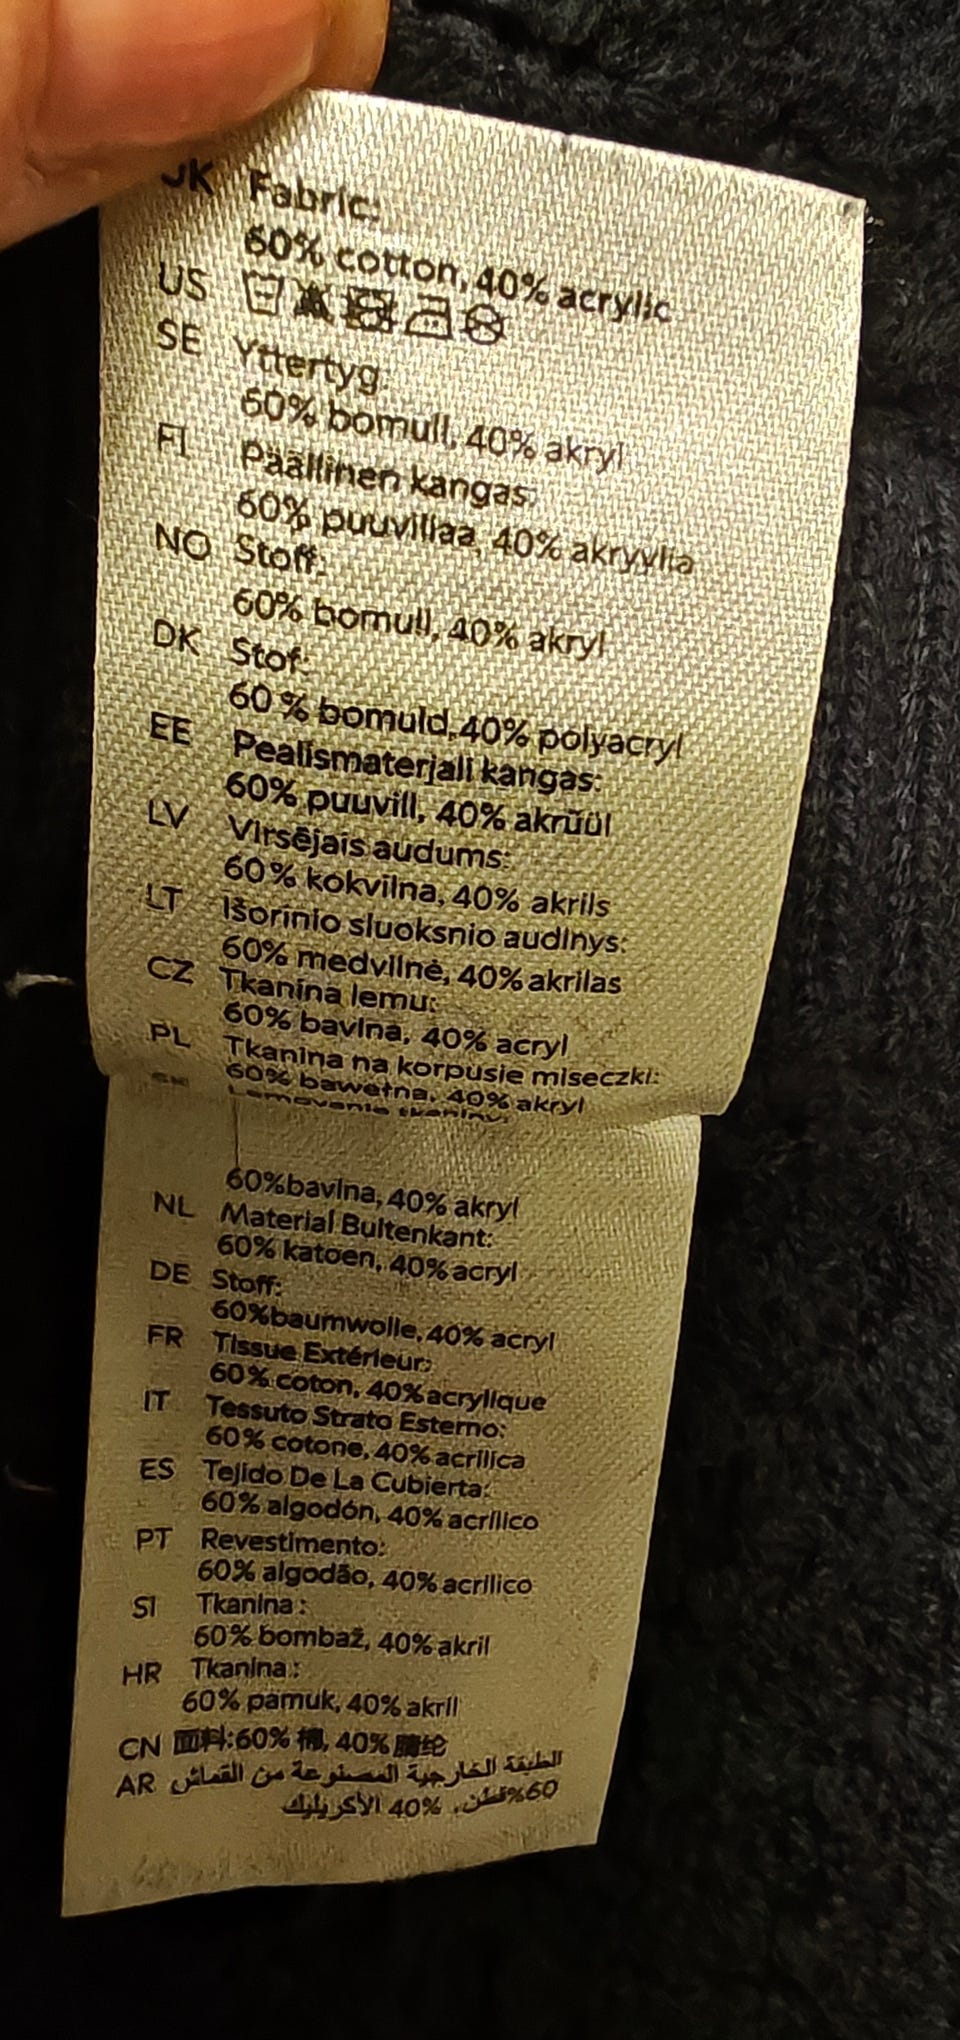 UK Fabric:
60% cotton, 40% acrylic
US
SE Yttertyg:
60% bomull, 40% akryl
FI Päällinen kangas:
60% puuvillaa, 40% akryylia
NO Stoff:
60% bomull, 40% akryl
DK Stof:
60 % bomuld, 40% polyacryl
EE Pealismaterjali kangas:
60% puuvill, 40% akrüül
LV Virsējais audums:
60% kokvilna, 40% akrils
LT Išorinio sluoksnio audinys:
60% medvilnė, 40% akrilas
CZ Tkanina lemu:
60% bavlna, 40% acryl
PL Tkanina na korpusie miseczki:
60% bawełna, 40% akryl
SK Lemovanie tkaniny:
60%bavlna, 40% akryl
NL Material Buitenkant:
60% katoen, 40% acryl
DE Stoff:
60%baumwolle, 40% acryl
FR Tissue Extérieur:
60% coton, 40% acrylique
IT Tessuto Strato Esterno:
60% cotone, 40% acrilica
ES Tejido De La Cubierta:
60% algodón, 40% acrílico
PT Revestimento:
60% algodão, 40% acrilico
SI Tkanina :
60% bombaž, 40% akril
HR Tkanina :
60% pamuk, 40% akril
CN 面料:60% 棉, 40% 腈纶
AR الطبقة الخارجية المصنوعة من القماش
60%قطن, 40% الأكريليك